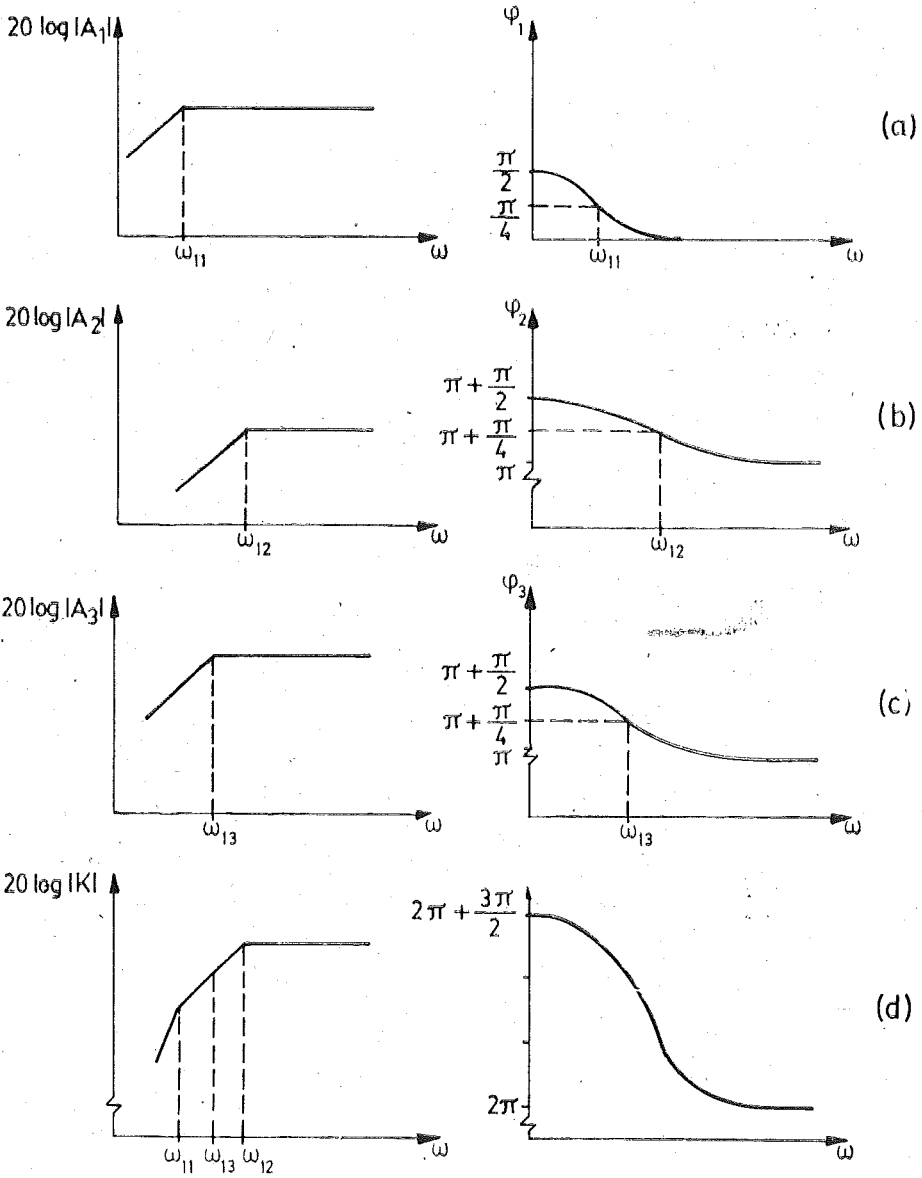 20 log |A₁|
ω₁₁
ω
φ₁
π/2
π/4
ω₁₁
ω
(a)
20 log |A₂|
ω₁₂
ω
φ₂
π + π/2
π + π/4
π
ω₁₂
ω
(b)
20 log |A₃|
ω₁₃
ω
φ₃
π + π/2
π + π/4
π
ω₁₃
ω
(c)
20 log |K|
ω₁₁ ω₁₃ ω₁₂
ω
2π + 3π/2
2π
ω
(d)